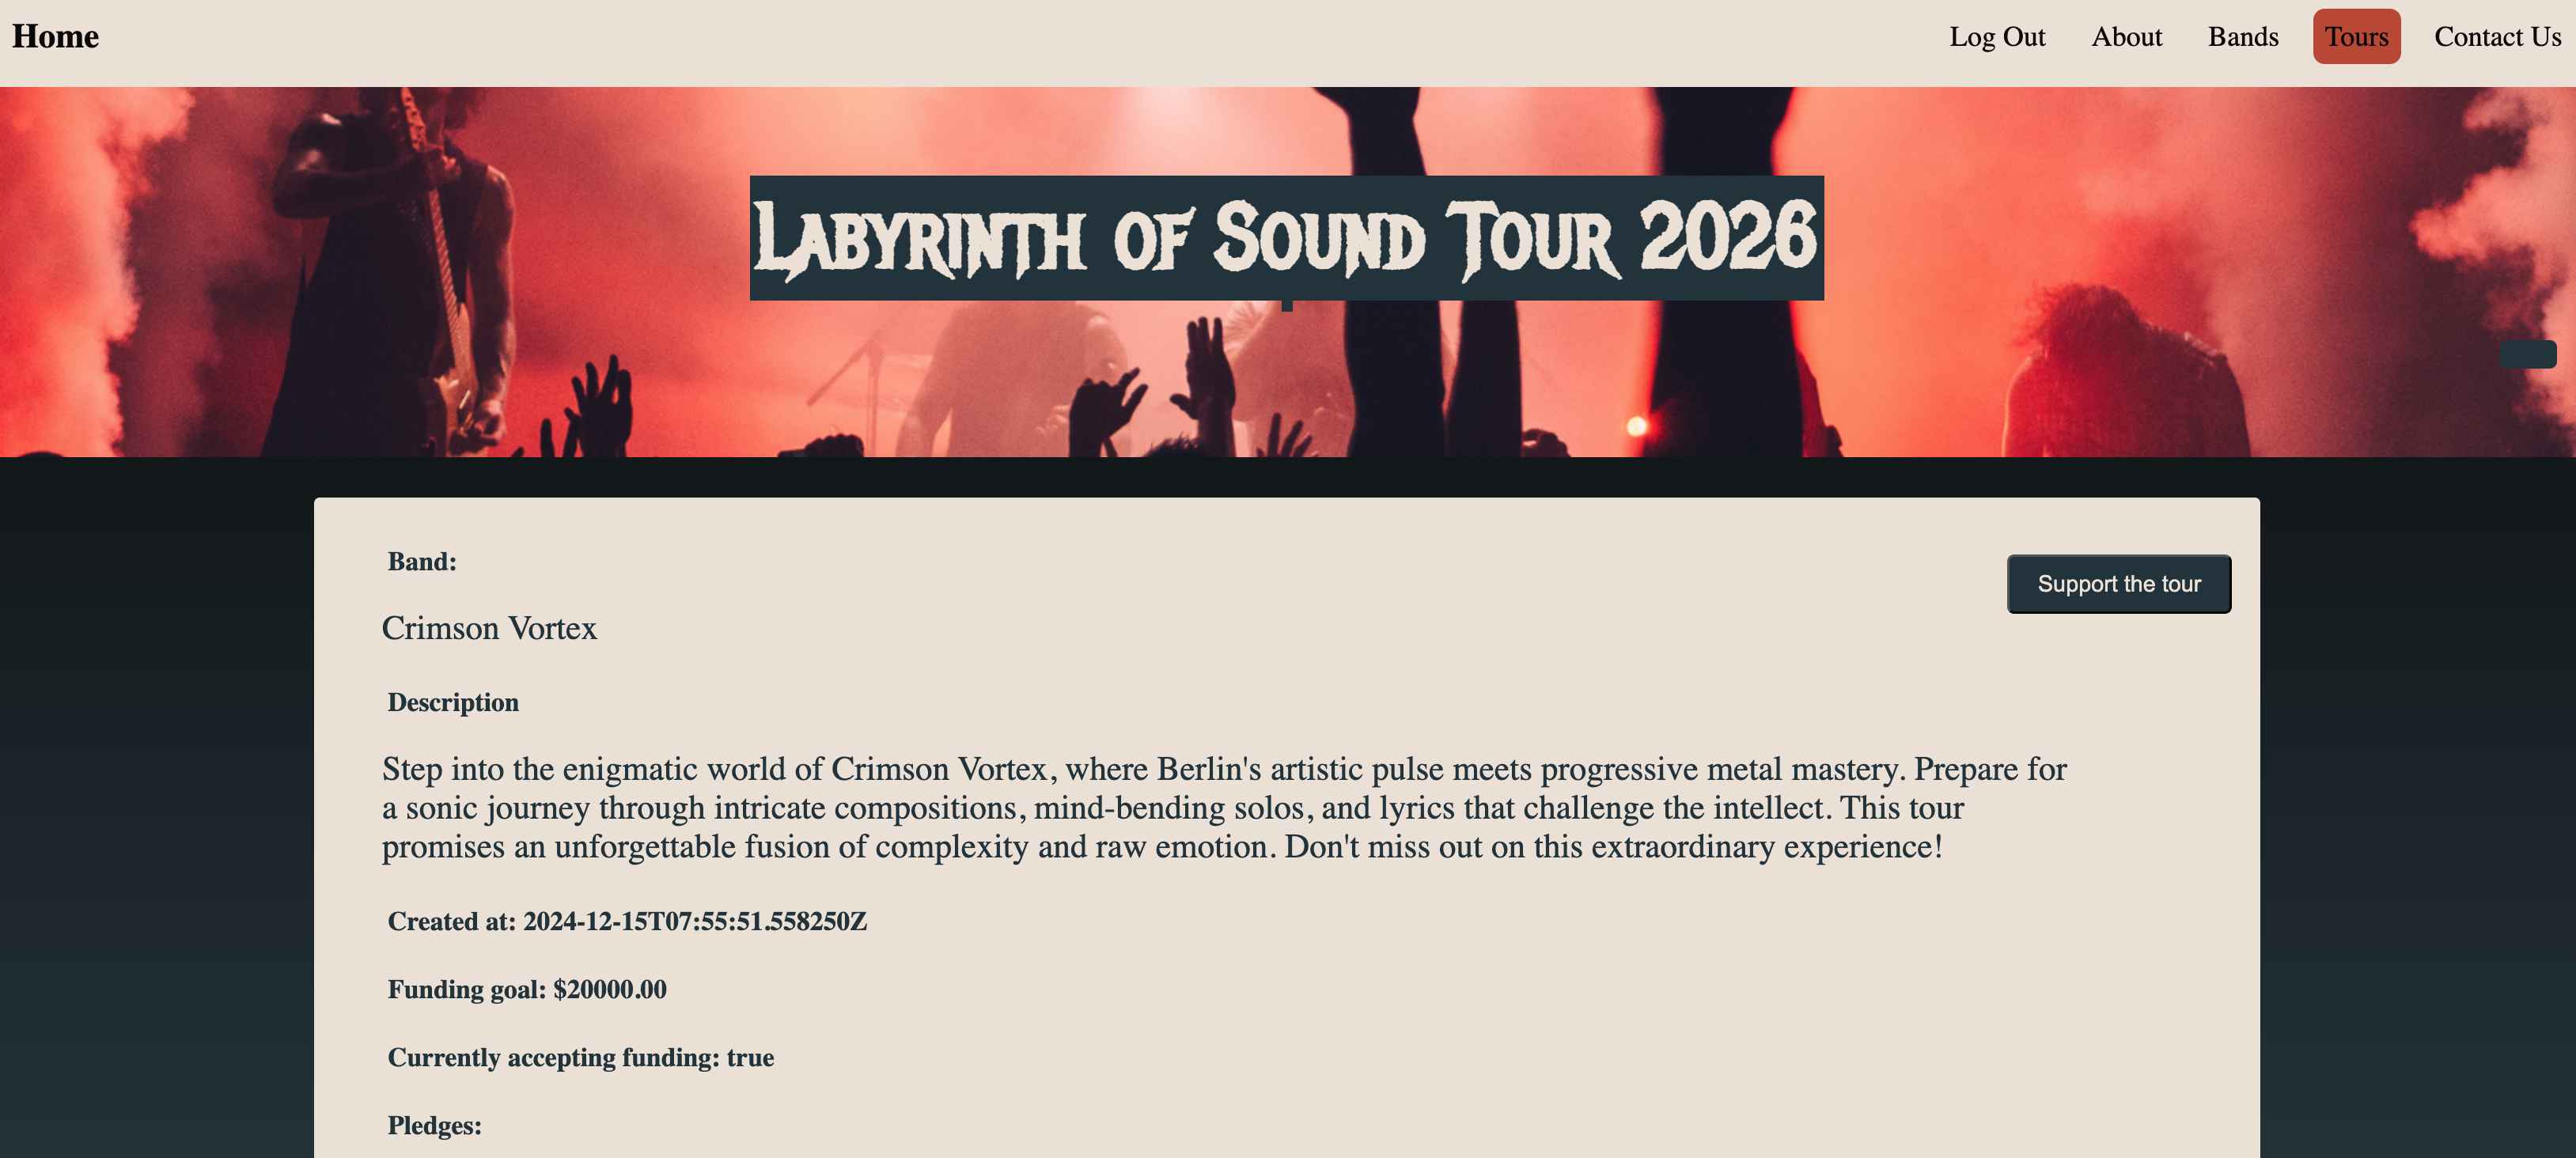 Home
Log Out About Bands Tours Contact Us
Labyrinth of Sound Tour 2026
Band:
Support the tour
Crimson Vortex
Description
Step into the enigmatic world of Crimson Vortex, where Berlin's artistic pulse meets progressive metal mastery. Prepare for
a sonic journey through intricate compositions, mind-bending solos, and lyrics that challenge the intellect. This tour
promises an unforgettable fusion of complexity and raw emotion. Don't miss out on this extraordinary experience!
Created at: 2024-12-15T07:55:51.558250Z
Funding goal: $20000.00
Currently accepting funding: true
Pledges: